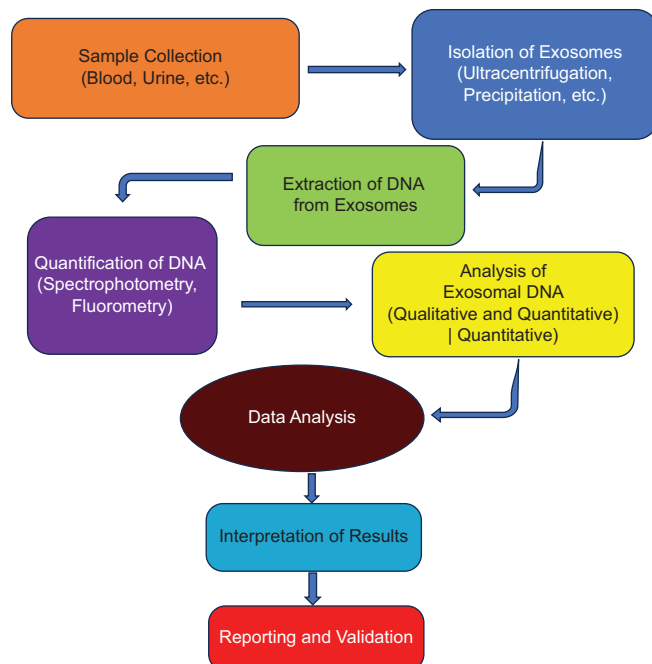 Sample Collection
(Blood, Urine, etc.)
Isolation of Exosomes
(Ultracentrifugation,
Precipitation, etc.)
Extraction of DNA
from Exosomes
Quantification of DNA
(Spectrophotometry,
Fluorometry)
Analysis of
Exosomal DNA
(Qualitative and Quantitative)
| Quantitative)
Data Analysis
Interpretation of Results
Reporting and Validation